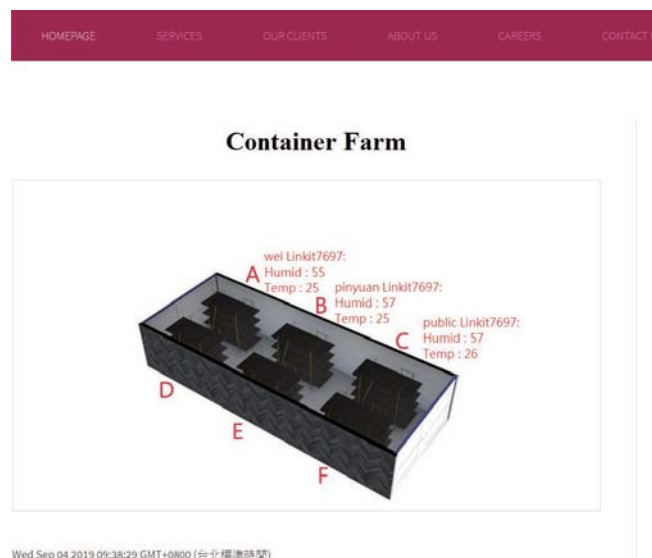 HOMEPAGE SERVICES OUR CLIENTS ABOUT US CAREERS CONTACT
Container Farm
A
wei Linkit7697:
Humid : 55
Temp : 25
B
pinyuan Linkit7697:
Humid : 57
Temp : 25
C
public Linkit7697:
Humid : 57
Temp : 26
D
E
F
Wed Sep 04 2019 09:38:29 GMT+0800 (台北標準時間)